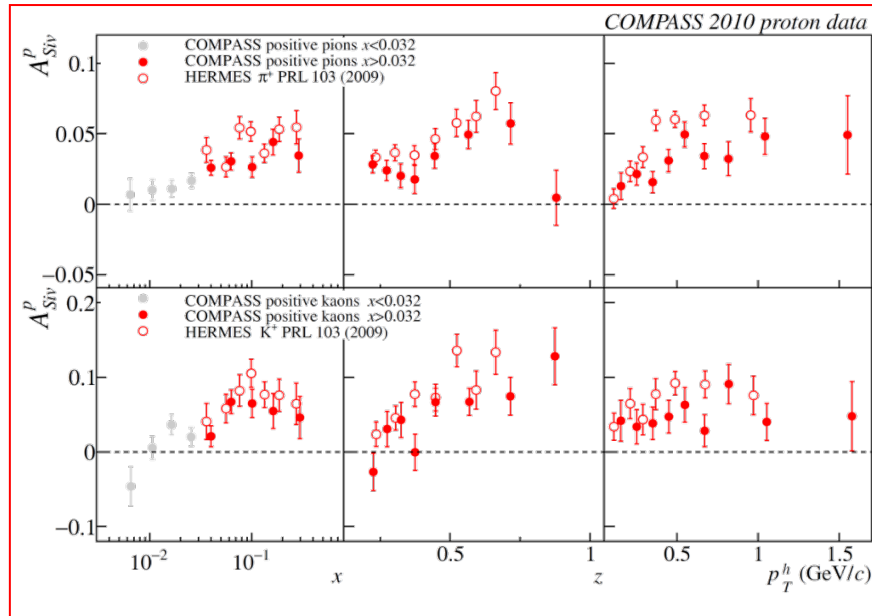 COMPASS 2010 proton data
A^p_Siv
COMPASS positive pions x<0.032
COMPASS positive pions x>0.032
HERMES π+ PRL 103 (2009)
0.1
0.05
0
−0.05
A^p_Siv
COMPASS positive kaons x<0.032
COMPASS positive kaons x>0.032
HERMES K+ PRL 103 (2009)
0.2
0.1
0
−0.1
10^−2 10^−1 0.5 1 0.5 1 1.5
x z p^h_T (GeV/c)